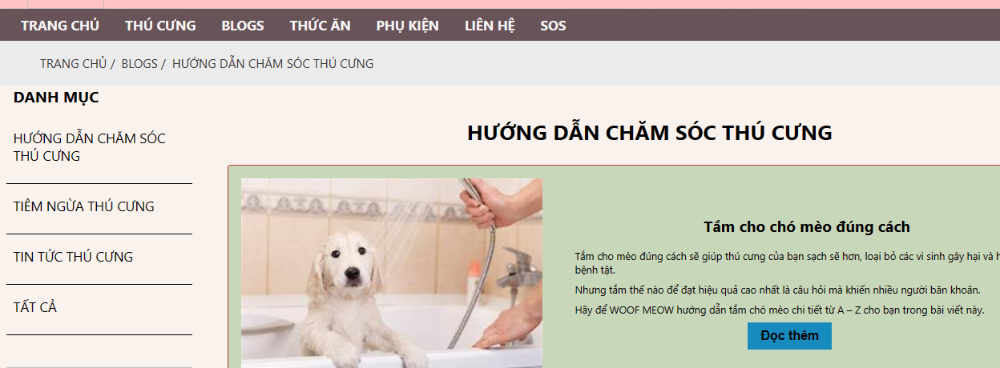 TRANG CHỦ THÚ CƯNG BLOGS THỨC ĂN PHỤ KIỆN LIÊN HỆ SOS
TRANG CHỦ / BLOGS / HƯỚNG DẪN CHĂM SÓC THÚ CƯNG
DANH MỤC
HƯỚNG DẪN CHĂM SÓC
THÚ CƯNG
TIÊM NGỪA THÚ CƯNG
TIN TỨC THÚ CƯNG
TẤT CẢ
HƯỚNG DẪN CHĂM SÓC THÚ CƯNG
Tắm cho chó mèo đúng cách
Tắm cho mèo đúng cách sẽ giúp thú cưng của bạn sạch sẽ hơn, loại bỏ các vi sinh gây hại và
bệnh tật.
Nhưng tắm thế nào để đạt hiệu quả cao nhất là câu hỏi mà khiến nhiều người băn khoăn.
Hãy để WOOF MEOW hướng dẫn tắm chó mèo chi tiết từ A – Z cho bạn trong bài viết này.
Đọc thêm